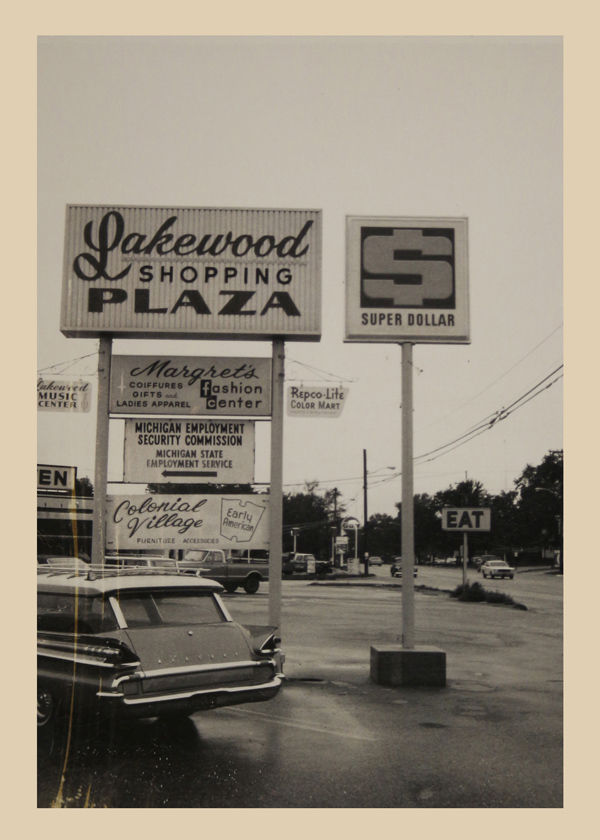 Lakewood
SHOPPING
PLAZA
$
SUPER DOLLAR
Margret's
COIFFURES
GIFTS and
LADIES APPAREL
fashion
center
Lakewood
MUSIC
CENTER
Repco-Lite
COLOR MART
MICHIGAN EMPLOYMENT
SECURITY COMMISSION
MICHIGAN STATE
EMPLOYMENT SERVICE
EN
Colonial
Village
FURNITURE ACCESSORIES
Early
American
EAT